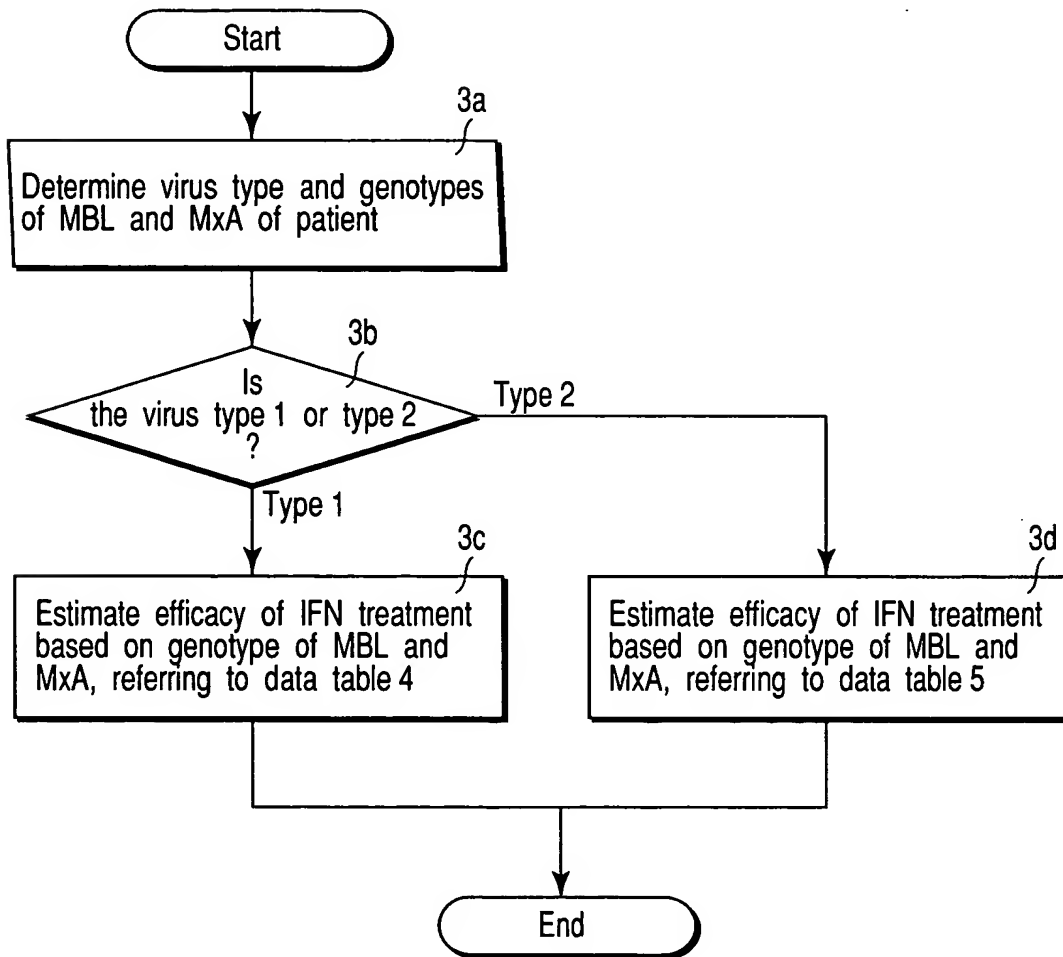 Start
3a
Determine virus type and genotypes
of MBL and MxA of patient
3b
Is
the virus type 1 or type 2
?
Type 2
Type 1
3c
Estimate efficacy of IFN treatment
based on genotype of MBL and
MxA, referring to data table 4
3d
Estimate efficacy of IFN treatment
based on genotype of MBL and
MxA, referring to data table 5
End